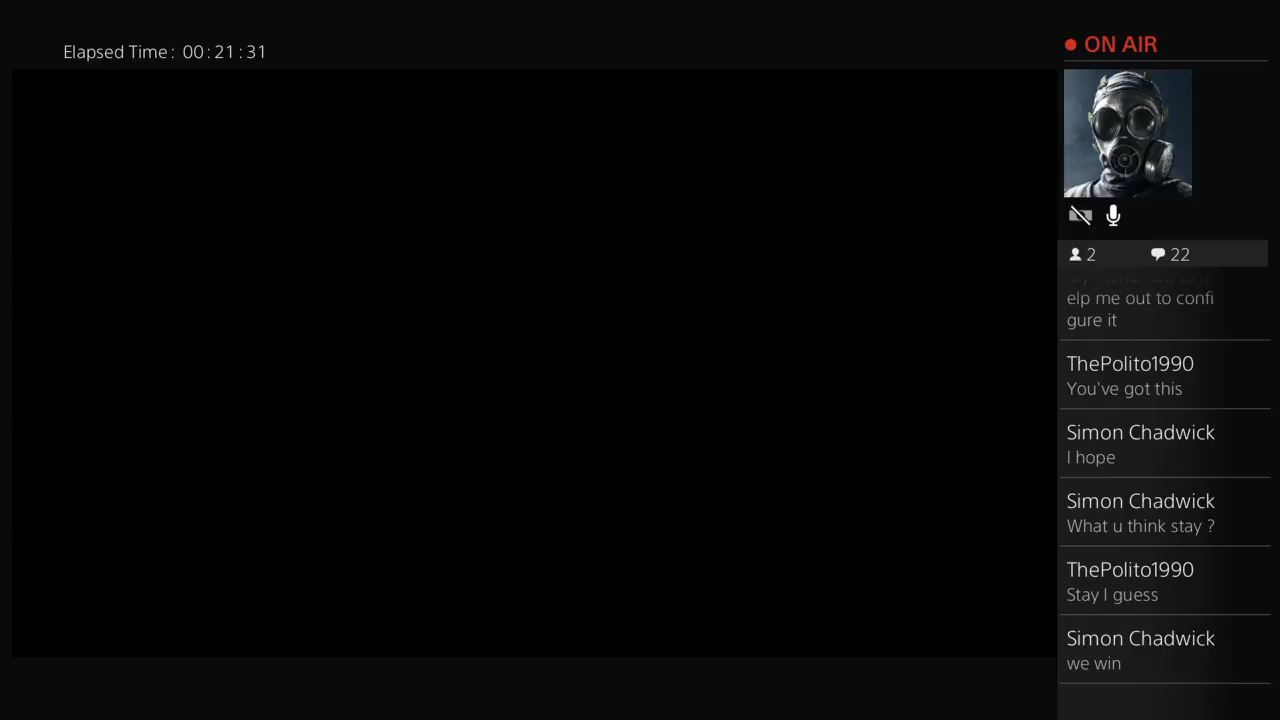 Elapsed Time: 00:21:31
ON AIR
2 22
elp me out to confi
gure it
ThePolito1990
You've got this
Simon Chadwick
I hope
Simon Chadwick
What u think stay ?
ThePolito1990
Stay I guess
Simon Chadwick
we win